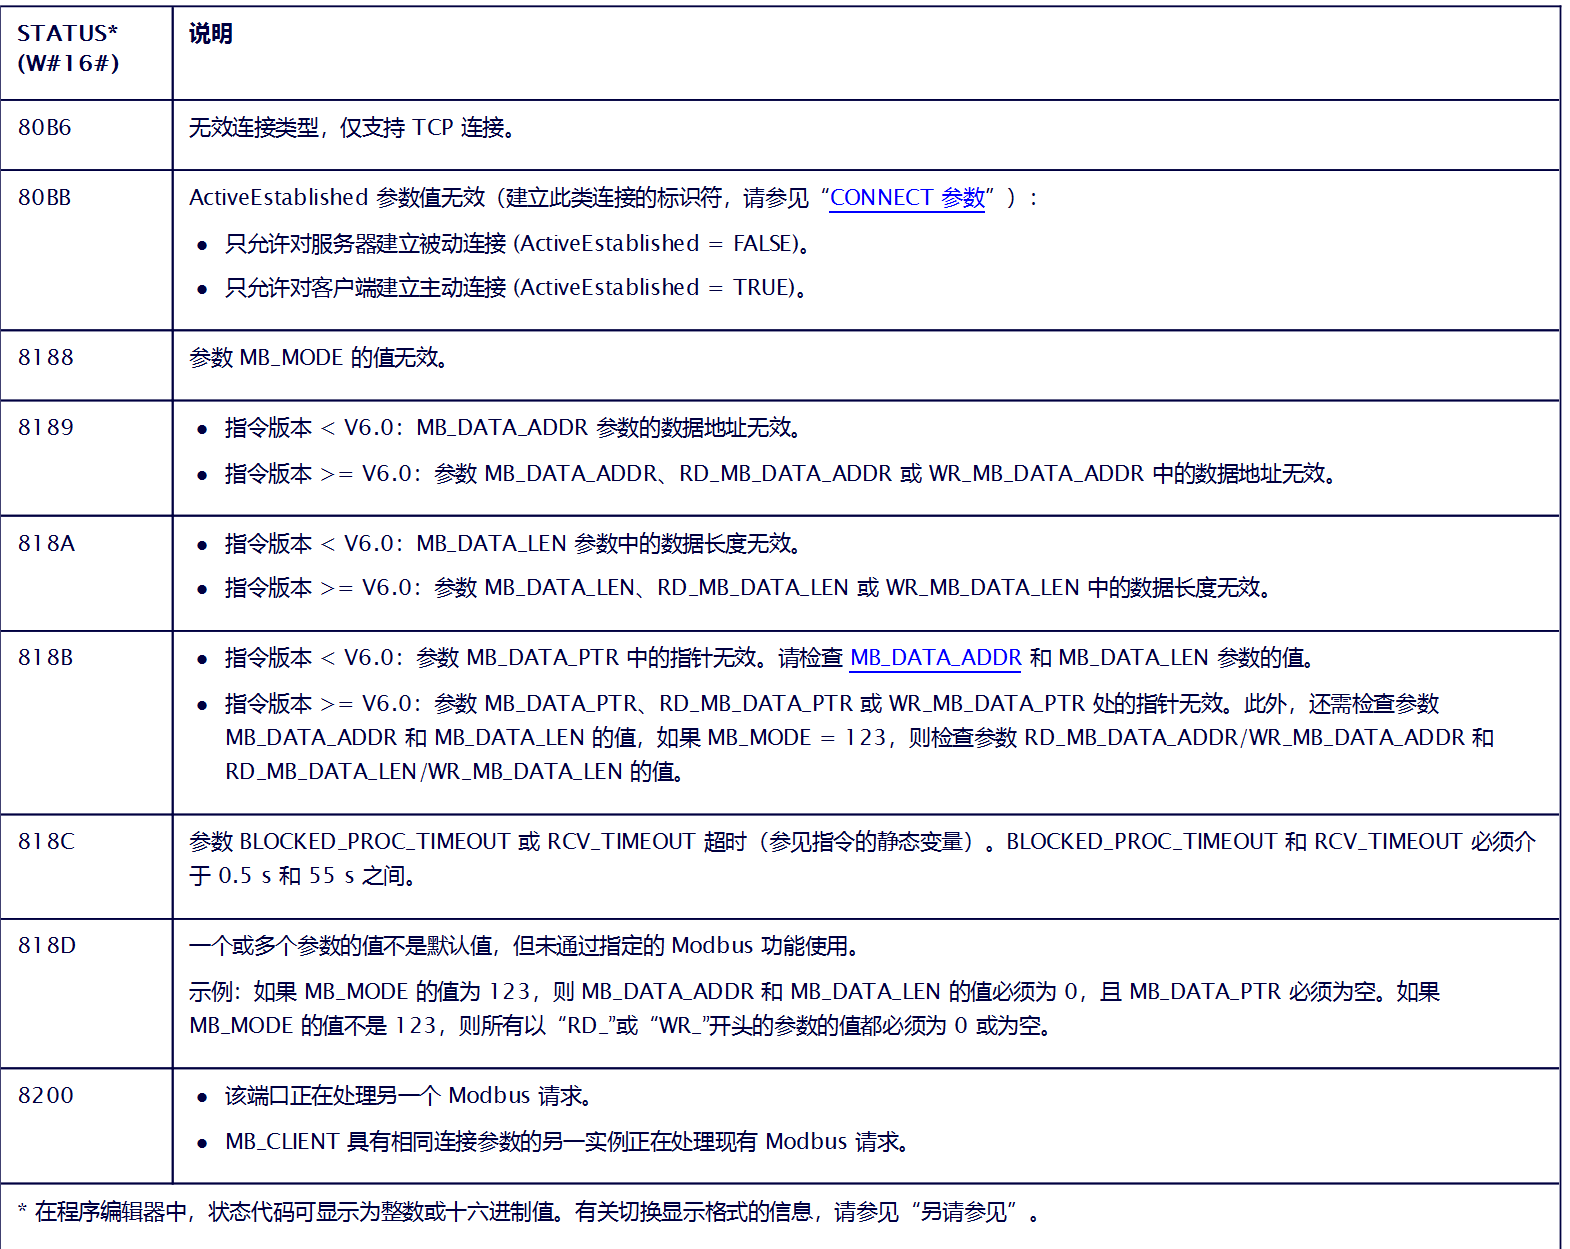 STATUS*
(W#16#)
说明
80B6
无效连接类型，仅支持 TCP 连接。
80BB
ActiveEstablished 参数值无效（建立此类连接的标识符，请参见“CONNECT 参数”）：
● 只允许对服务器建立被动连接 (ActiveEstablished = FALSE)。
● 只允许对客户端建立主动连接 (ActiveEstablished = TRUE)。
8188
参数 MB_MODE 的值无效。
8189
● 指令版本 < V6.0：MB_DATA_ADDR 参数的数据地址无效。
● 指令版本 >= V6.0：参数 MB_DATA_ADDR、RD_MB_DATA_ADDR 或 WR_MB_DATA_ADDR 中的数据地址无效。
818A
● 指令版本 < V6.0：MB_DATA_LEN 参数中的数据长度无效。
● 指令版本 >= V6.0：参数 MB_DATA_LEN、RD_MB_DATA_LEN 或 WR_MB_DATA_LEN 中的数据长度无效。
818B
● 指令版本 < V6.0：参数 MB_DATA_PTR 中的指针无效。请检查 MB_DATA_ADDR 和 MB_DATA_LEN 参数的值。
● 指令版本 >= V6.0：参数 MB_DATA_PTR、RD_MB_DATA_PTR 或 WR_MB_DATA_PTR 处的指针无效。此外，还需检查参数
MB_DATA_ADDR 和 MB_DATA_LEN 的值，如果 MB_MODE = 123，则检查参数 RD_MB_DATA_ADDR/WR_MB_DATA_ADDR 和
RD_MB_DATA_LEN/WR_MB_DATA_LEN 的值。
818C
参数 BLOCKED_PROC_TIMEOUT 或 RCV_TIMEOUT 超时（参见指令的静态变量）。BLOCKED_PROC_TIMEOUT 和 RCV_TIMEOUT 必须介
于 0.5 s 和 55 s 之间。
818D
一个或多个参数的值不是默认值，但未通过指定的 Modbus 功能使用。
示例：如果 MB_MODE 的值为 123，则 MB_DATA_ADDR 和 MB_DATA_LEN 的值必须为 0，且 MB_DATA_PTR 必须为空。如果
MB_MODE 的值不是 123，则所有以“RD_”或“WR_”开头的参数的值都必须为 0 或为空。
8200
● 该端口正在处理另一个 Modbus 请求。
● MB_CLIENT 具有相同连接参数的另一实例正在处理现有 Modbus 请求。
* 在程序编辑器中，状态代码可显示为整数或十六进制值。有关切换显示格式的信息，请参见“另请参见”。